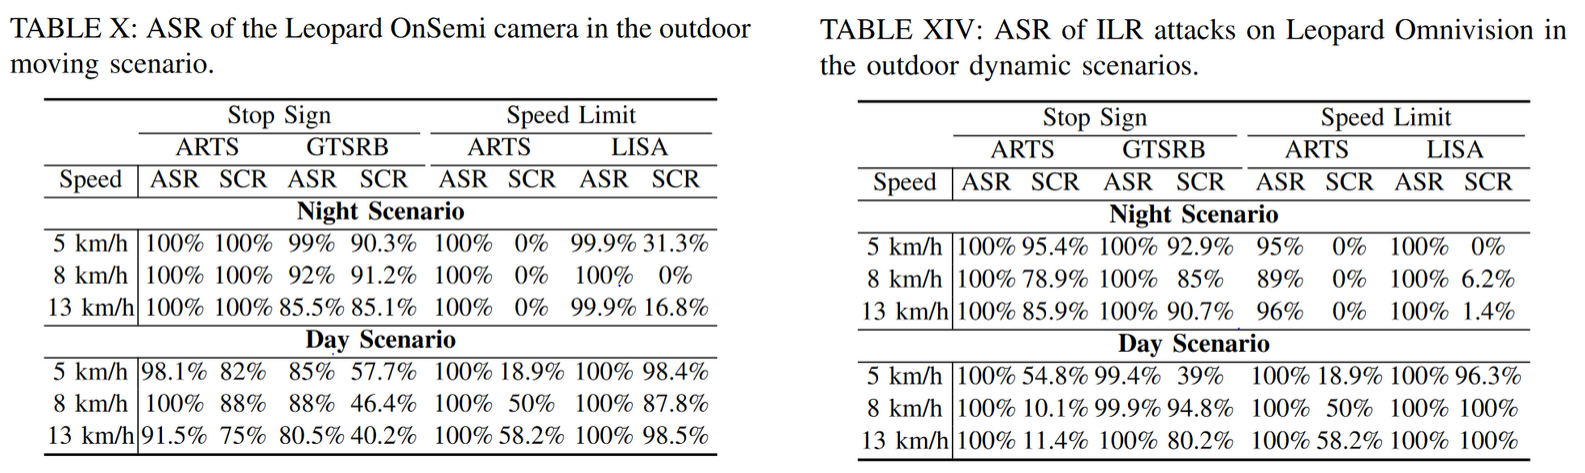 TABLE X: ASR of the Leopard OnSemi camera in the outdoor
moving scenario.
Stop Sign Speed Limit
ARTS GTSRB ARTS LISA
Speed ASR SCR ASR SCR ASR SCR ASR SCR
Night Scenario
5 km/h 100% 100% 99% 90.3% 100% 0% 99.9% 31.3%
8 km/h 100% 100% 92% 91.2% 100% 0% 100% 0%
13 km/h 100% 100% 85.5% 85.1% 100% 0% 99.9% 16.8%
Day Scenario
5 km/h 98.1% 82% 85% 57.7% 100% 18.9% 100% 98.4%
8 km/h 100% 88% 88% 46.4% 100% 50% 100% 87.8%
13 km/h 91.5% 75% 80.5% 40.2% 100% 58.2% 100% 98.5%
TABLE XIV: ASR of ILR attacks on Leopard Omnivision in
the outdoor dynamic scenarios.
Stop Sign Speed Limit
ARTS GTSRB ARTS LISA
Speed ASR SCR ASR SCR ASR SCR ASR SCR
Night Scenario
5 km/h 100% 95.4% 100% 92.9% 95% 0% 100% 0%
8 km/h 100% 78.9% 100% 85% 89% 0% 100% 6.2%
13 km/h 100% 85.9% 100% 90.7% 96% 0% 100% 1.4%
Day Scenario
5 km/h 100% 54.8% 99.4% 39% 100% 18.9% 100% 96.3%
8 km/h 100% 10.1% 99.9% 94.8% 100% 50% 100% 100%
13 km/h 100% 11.4% 100% 80.2% 100% 58.2% 100% 100%